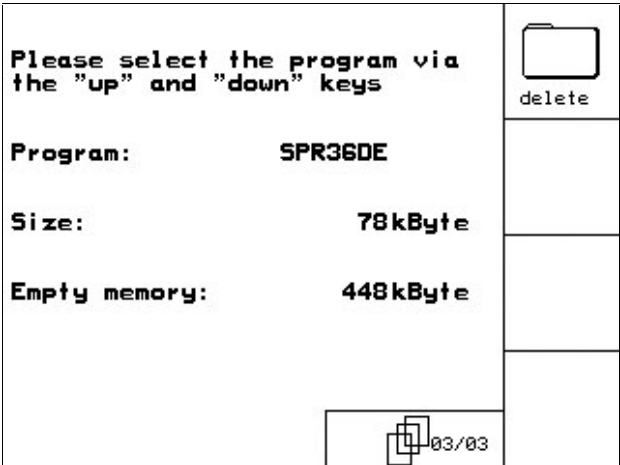 Please select the program via
the ”up” and ”down” keys
delete
Program: SPR36DE
Size: 78kByte
Empty memory: 448kByte
03/03